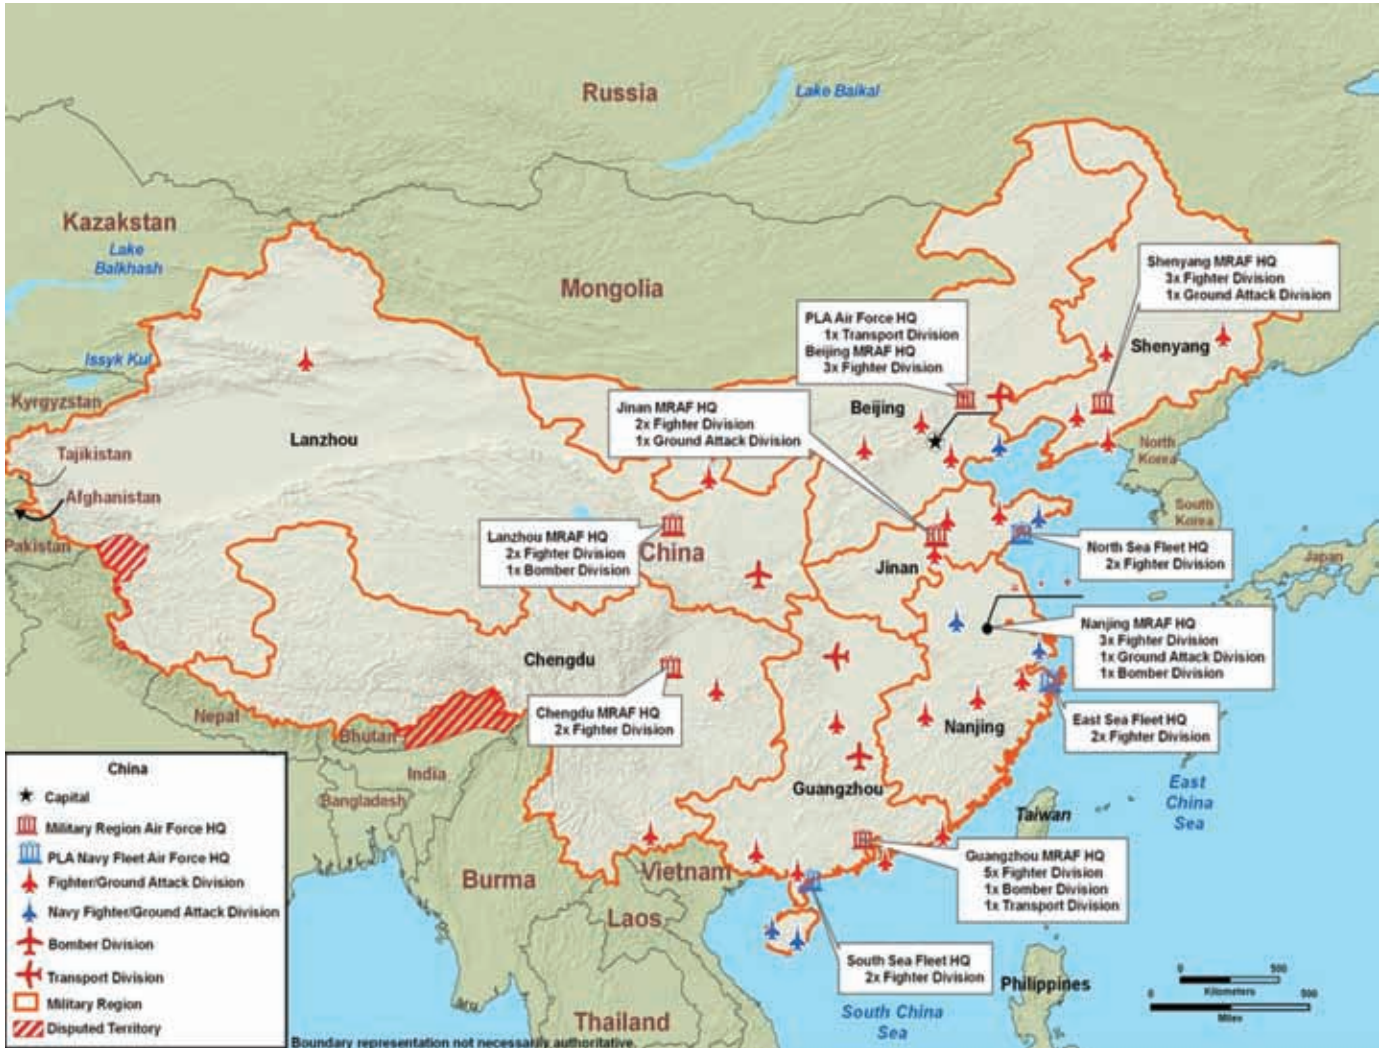 Russia
Lake Baikal
Kazakstan
Lake
Balkhash
Mongolia
Shenyang MRAF HQ
3x Fighter Division
1x Ground Attack Division
PLA Air Force HQ
1x Transport Division
Beijing MRAF HQ
3x Fighter Division
Shenyang
Issyk Kul
Kyrgyzstan
Jinan MRAF HQ
2x Fighter Division
1x Ground Attack Division
Beijing
Lanzhou
Tajikistan
North
Korea
Afghanistan
South
Korea
Lanzhou MRAF HQ
2x Fighter Division
1x Bomber Division
China
Pakistan
North Sea Fleet HQ
2x Fighter Division
Japan
Jinan
Nanjing MRAF HQ
3x Fighter Division
1x Ground Attack Division
1x Bomber Division
Chengdu
Chengdu MRAF HQ
2x Fighter Division
Nepal
Bhutan
Nanjing
East Sea Fleet HQ
2x Fighter Division
India
Bangladesh
Guangzhou
East
China
Sea
Taiwan
Burma
Vietnam
Laos
Guangzhou MRAF HQ
5x Fighter Division
1x Bomber Division
1x Transport Division
South Sea Fleet HQ
2x Fighter Division
Philippines
South China
Sea
Thailand
China
Capital
Military Region Air Force HQ
PLA Navy Fleet Air Force HQ
Fighter/Ground Attack Division
Navy Fighter/Ground Attack Division
Bomber Division
Transport Division
Military Region
Disputed Territory
0 500
Kilometers
0 500
Miles
Boundary representation not necessarily authoritative.